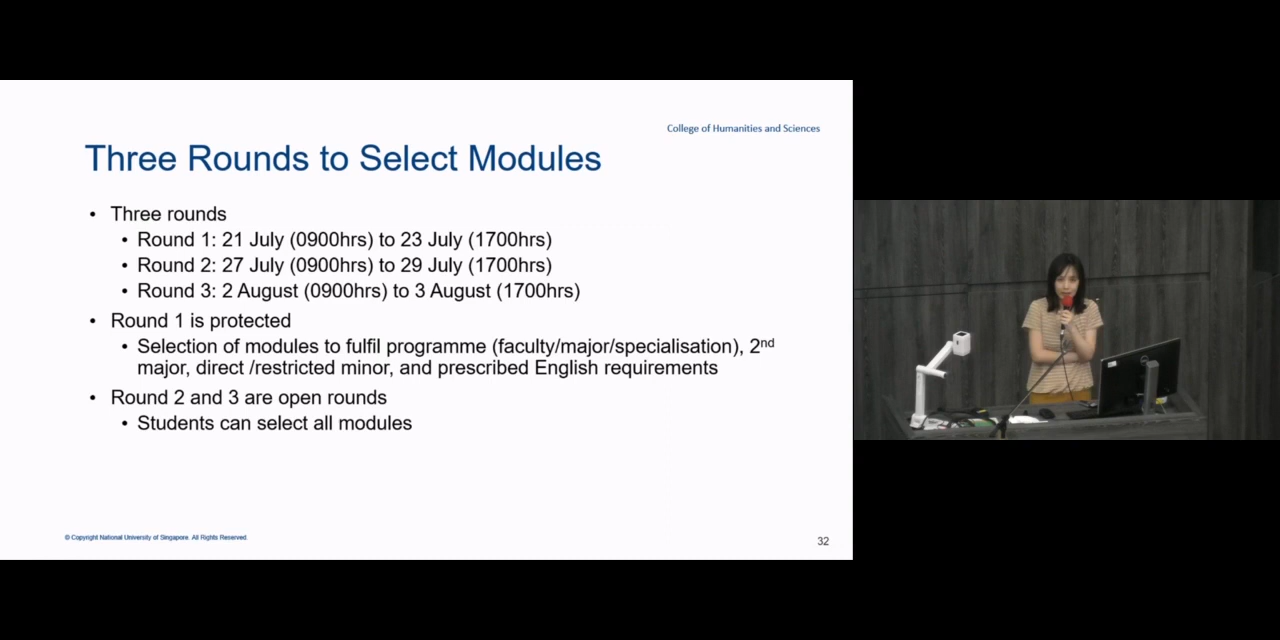 College of Humanities and Sciences
Three Rounds to Select Modules
• Three rounds
• Round 1: 21 July (0900hrs) to 23 July (1700hrs)
• Round 2: 27 July (0900hrs) to 29 July (1700hrs)
• Round 3: 2 August (0900hrs) to 3 August (1700hrs)
• Round 1 is protected
• Selection of modules to fulfil programme (faculty/major/specialisation), 2nd
major, direct /restricted minor, and prescribed English requirements
• Round 2 and 3 are open rounds
• Students can select all modules
© Copyright National University of Singapore. All Rights Reserved.
32